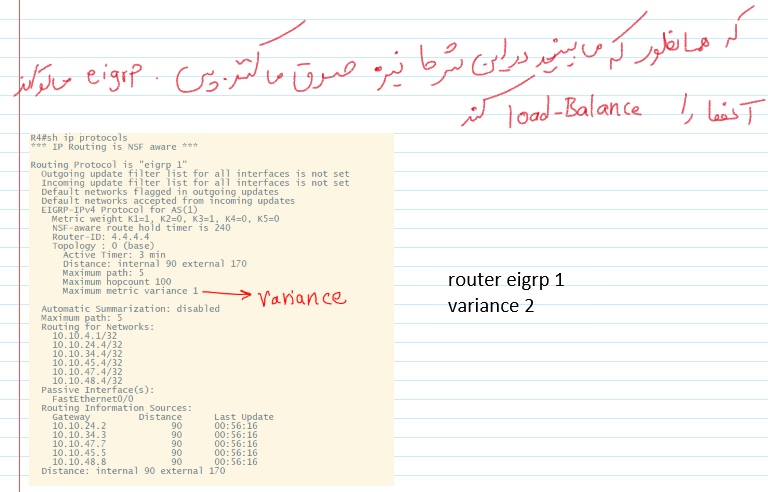 که همانطور که می بینید در این شرط نیز صدق می کند. پس eigrp میتواند
آنها را load-Balance کند
R4#sh ip protocols
*** IP Routing is NSF aware ***
Routing Protocol is "eigrp 1"
Outgoing update filter list for all interfaces is not set
Incoming update filter list for all interfaces is not set
Default networks flagged in outgoing updates
Default networks accepted from incoming updates
EIGRP-IPv4 Protocol for AS(1)
Metric weight K1=1, K2=0, K3=1, K4=0, K5=0
NSF-aware route hold timer is 240
Router-ID: 4.4.4.4
Topology : 0 (base)
Active Timer: 3 min
Distance: internal 90 external 170
Maximum path: 5
Maximum hopcount 100
Maximum metric variance 1
variance
Automatic Summarization: disabled
Maximum path: 5
Routing for Networks:
10.10.4.1/32
10.10.24.4/32
10.10.34.4/32
10.10.45.4/32
10.10.47.4/32
10.10.48.4/32
Passive Interface(s):
FastEthernet0/0
Routing Information Sources:
Gateway Distance Last Update
10.10.24.2 90 00:56:16
10.10.34.3 90 00:56:16
10.10.47.7 90 00:56:16
10.10.45.5 90 00:56:16
10.10.48.8 90 00:56:16
Distance: internal 90 external 170
router eigrp 1
variance 2